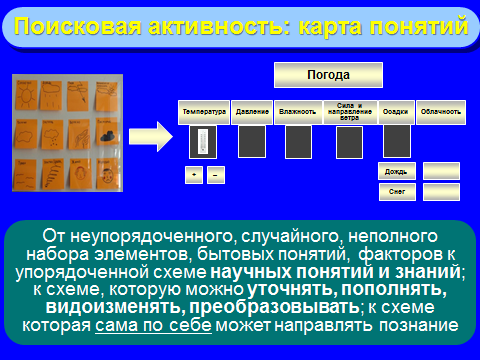 Поисковая активность: карта понятий
Погода
Температура
Давление
Влажность
Сила и
направление
ветра
Осадки
Облачность
+
–
Дождь
Снег
От неупорядоченного, случайного, неполного
набора элементов, бытовых понятий, факторов к
упорядоченной схеме научных понятий и знаний;
к схеме, которую можно уточнять, пополнять,
видоизменять, преобразовывать; к схеме
которая сама по себе может направлять познание